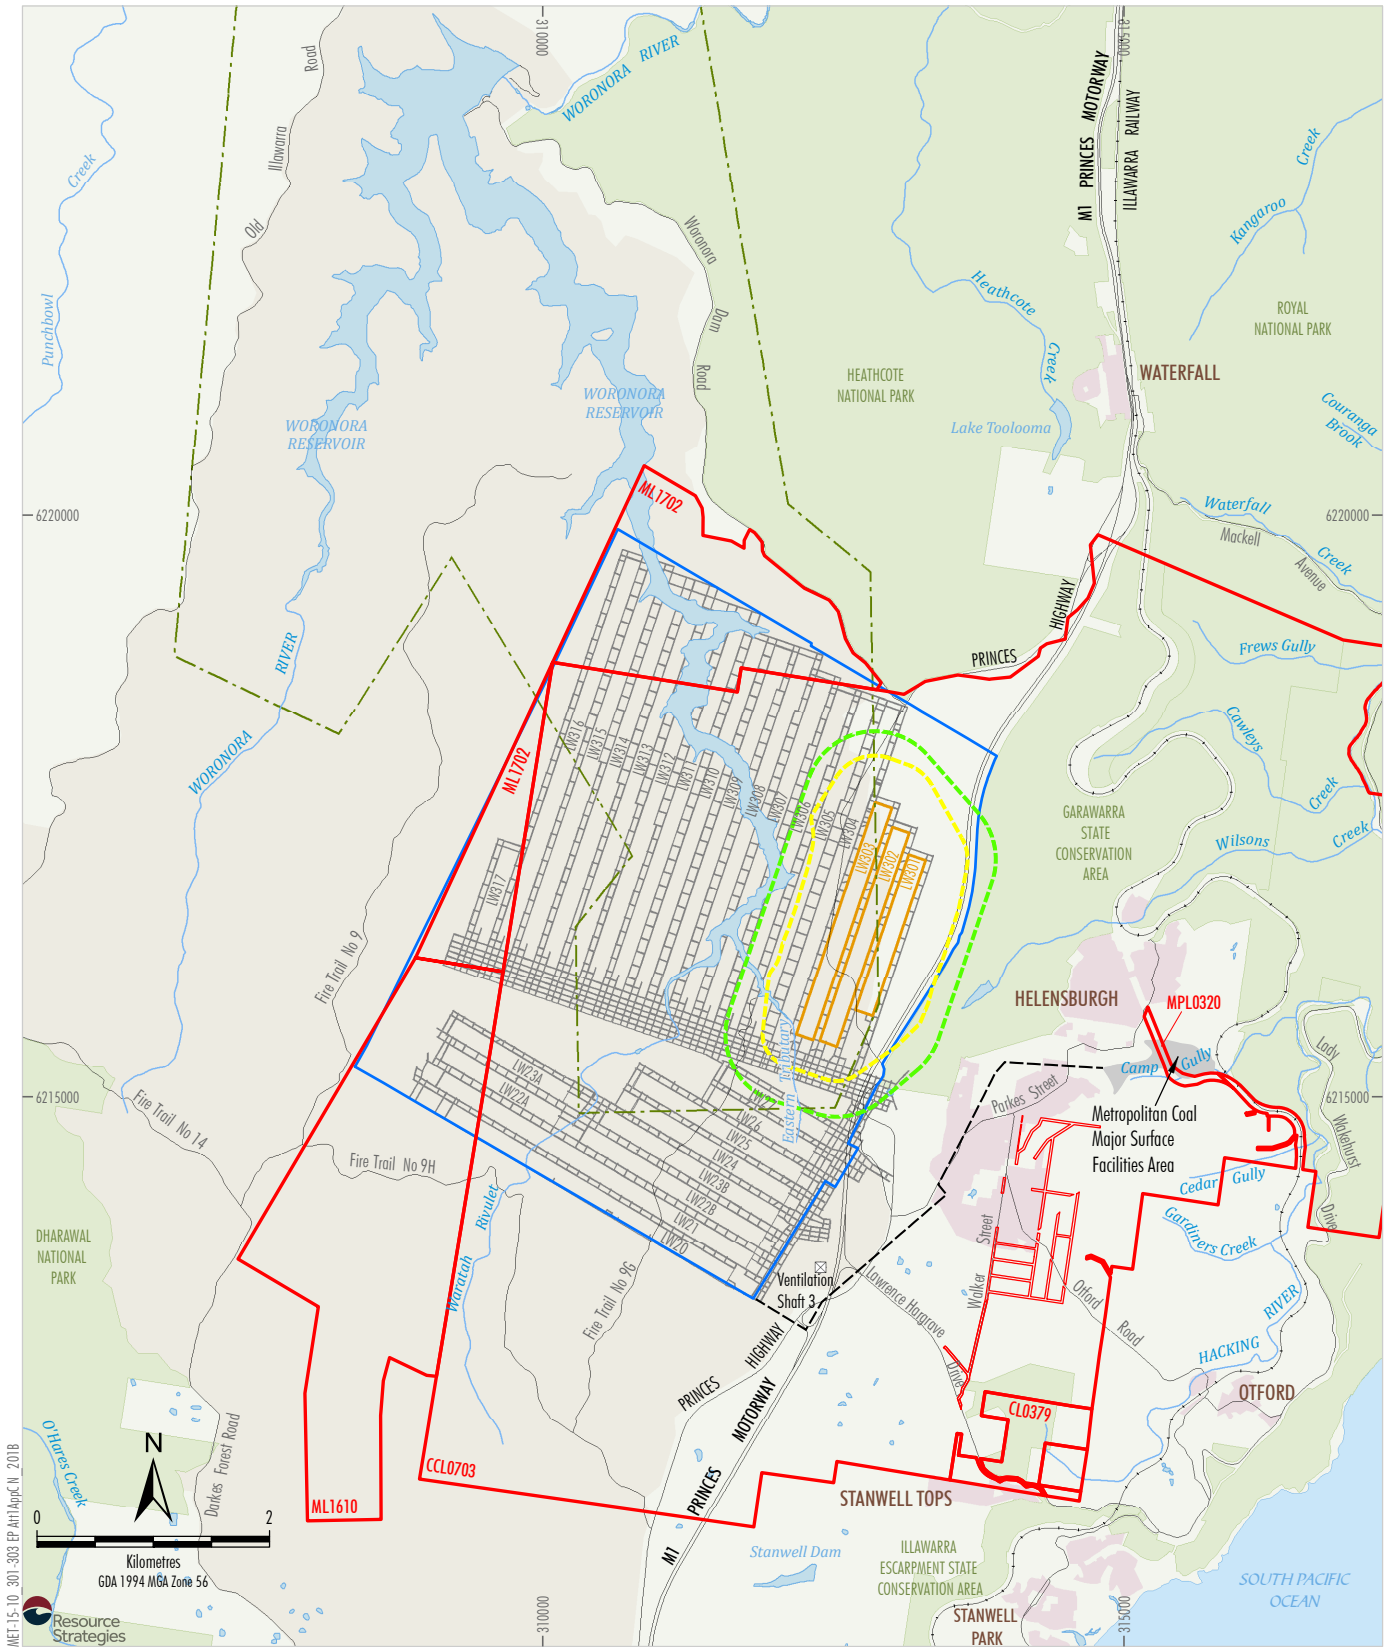 310000
315000
Road
Illawarra
Old
WORONORA RIVER
M1 PRINCES MOTORWAY
ILLAWARRA RAILWAY
Creek
Punchbowl
Kangaroo
Creek
Woronora
Dam
Road
Heathcote
Creek
ROYAL
NATIONAL PARK
HEATHCOTE
NATIONAL PARK
WATERFALL
WORONORA
RESERVOIR
WORONORA
RESERVOIR
Lake Toolooma
Couranga
Brook
6220000
6220000
ML1702
Waterfall
Creek
Mackell
Avenue
HIGHWAY
PRINCES
RIVER
WORONORA
Frews Gully
Cawleys
Creek
Wilsons
Creek
GARAWARRA
STATE
CONSERVATION
AREA
ML1702
LW316
LW315
LW314
LW313
LW312
LW311
LW310
LW309
LW308
LW307
LW306
LW305
LW304
LW303
LW302
LW301
LW317
Fire Trail No 9
HELENSBURGH
MPL0320
Camp
Gully
Lady
Wakehurst
Drive
6215000
6215000
Eastern Tributary
LW23A
LW22A
LW26
LW25
LW24
LW23B
LW22B
LW21
LW20
Parkes Street
Metropolitan Coal
Major Surface
Facilities Area
Fire Trail No 14
Fire Trail No 9H
Cedar Gully
Gardiners Creek
Rivulet
Waratah
Street
Walker
DHARAWAL
NATIONAL
PARK
Fire Trail No 9G
Ventilation
Shaft 3
Lawrence Hargrave
Drive
Otford
Road
HACKING RIVER
PRINCES
HIGHWAY
M1
PRINCES
MOTORWAY
OTFORD
CL0379
O'Hares Creek
Darkes Forest Road
CCL0703
ML1610
STANWELL TOPS
N
0
2
Kilometres
GDA 1994 MGA Zone 56
Stanwell Dam
ILLAWARRA
ESCARPMENT STATE
CONSERVATION AREA
SOUTH PACIFIC
OCEAN
STANWELL
PARK
Resource
Strategies
MET-15-10_301-303 EP Att1AppC1N_201B
310000
315000